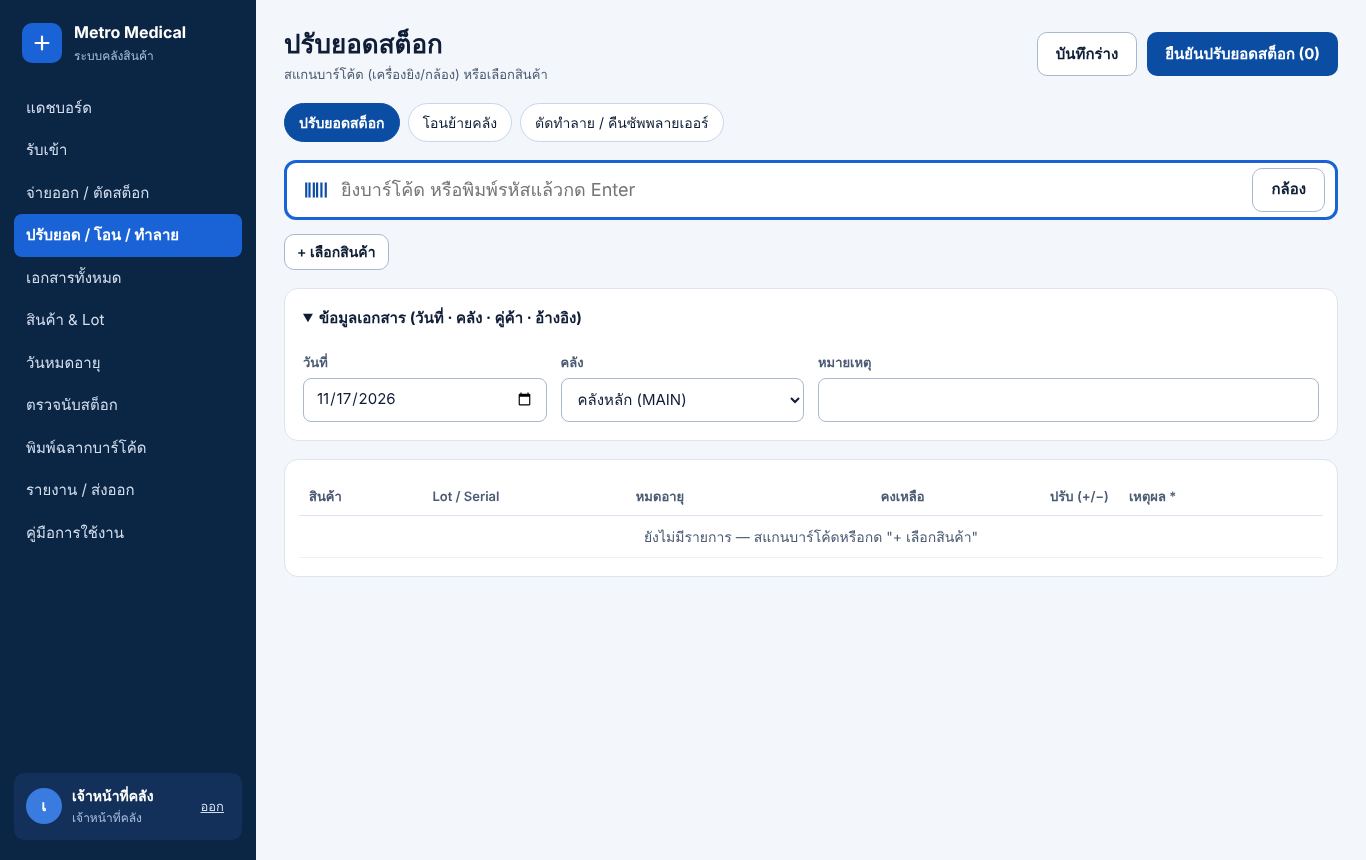 Metro Medical
ระบบคลังสินค้า
แดชบอร์ด
รับเข้า
จ่ายออก / ตัดสต็อก
ปรับยอด / โอน / ทำลาย
เอกสารทั้งหมด
สินค้า & Lot
วันหมดอายุ
ตรวจนับสต็อก
พิมพ์ฉลากบาร์โค้ด
รายงาน / ส่งออก
คู่มือการใช้งาน
เ
เจ้าหน้าที่คลัง
เจ้าหน้าที่คลัง
ออก
ปรับยอดสต็อก
สแกนบาร์โค้ด (เครื่องยิง/กล้อง) หรือเลือกสินค้า
บันทึกร่าง
ยืนยันปรับยอดสต็อก (0)
ปรับยอดสต็อก
โอนย้ายคลัง
ตัดทำลาย / คืนซัพพลายเออร์
ยิงบาร์โค้ด หรือพิมพ์รหัสแล้วกด Enter
กล้อง
+ เลือกสินค้า
▼ ข้อมูลเอกสาร (วันที่ · คลัง · คู่ค้า · อ้างอิง)
วันที่
คลัง
หมายเหตุ
11/17/2026
คลังหลัก (MAIN)
สินค้า
Lot / Serial
หมดอายุ
คงเหลือ
ปรับ (+/−)
เหตุผล *
ยังไม่มีรายการ — สแกนบาร์โค้ดหรือกด "+ เลือกสินค้า"